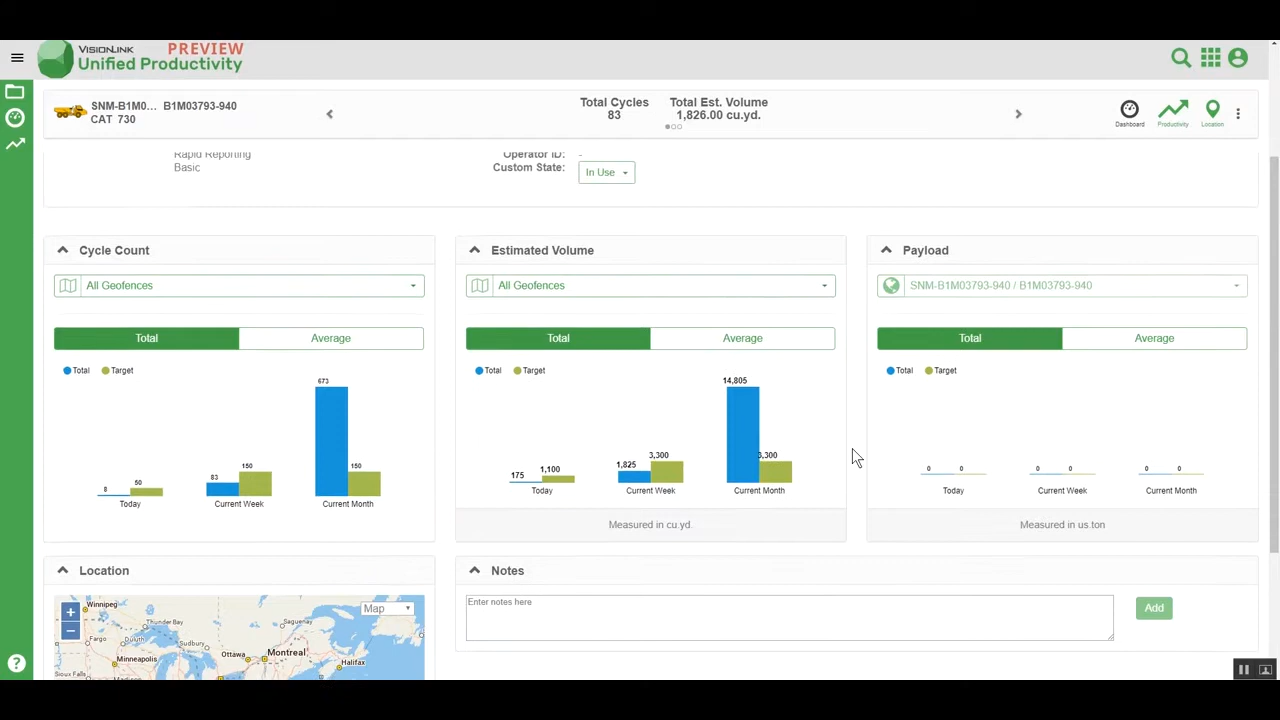 VISIONLINK PREVIEW
Unified Productivity
SNM-B1M0... B1M03793-940
CAT 730
Total Cycles
83
Total Est. Volume
1,826.00 cu.yd.
Dashboard
Productivity
Location
Rapid Reporting
Basic
Operator ID: -
Custom State: In Use
Cycle Count
All Geofences
Total Average
Total Target
8 50 83 150 673 150
Today Current Week Current Month
Estimated Volume
All Geofences
Total Average
Total Target
175 1,100 1,825 3,300 14,805 3,300
Today Current Week Current Month
Measured in cu.yd.
Payload
SNM-B1M03793-940 / B1M03793-940
Total Average
Total Target
0 0 0 0 0 0
Today Current Week Current Month
Measured in us.ton
Location
Map
+
−
Winnipeg
Thunder Bay
Saguenay
Fargo
Duluth
Sudbury
Ottawa
Montreal
Minneapolis
Halifax
Sioux Falls
Notes
Enter notes here
Add
?